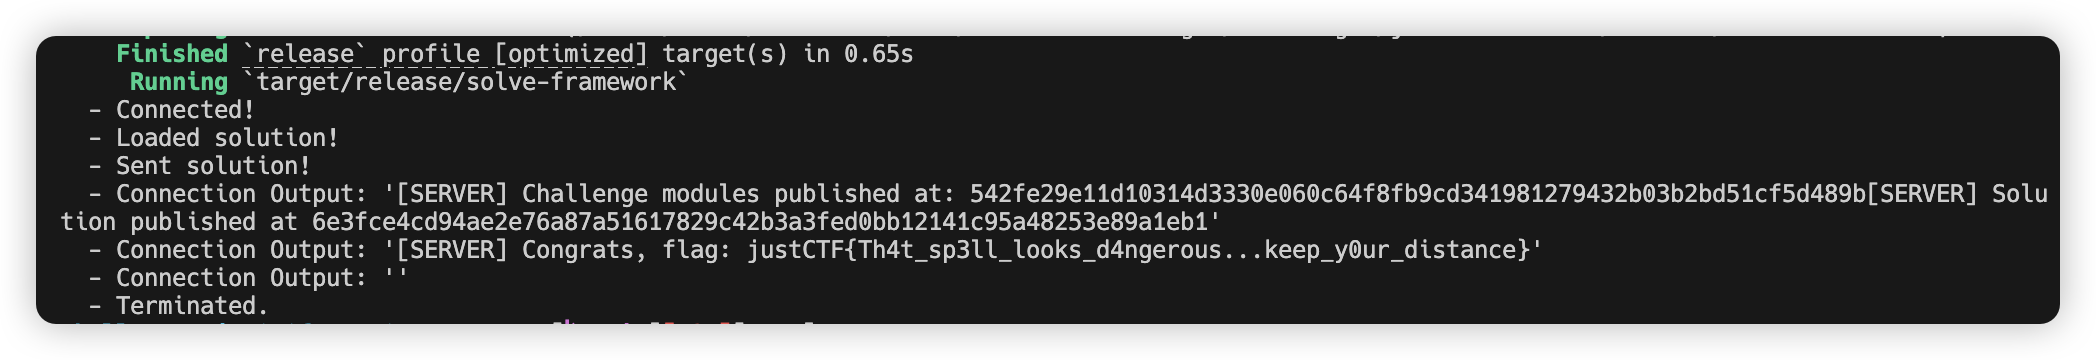 Finished `release` profile [optimized] target(s) in 0.65s
Running `target/release/solve-framework`
- Connected!
- Loaded solution!
- Sent solution!
- Connection Output: '[SERVER] Challenge modules published at: 542fe29e11d10314d3330e060c64f8fb9cd341981279432b03b2bd51cf5d489b[SERVER] Solu
tion published at 6e3fce4cd94ae2e76a87a51617829c42b3a3fed0bb12141c95a48253e89a1eb1'
- Connection Output: '[SERVER] Congrats, flag: justCTF{Th4t_sp3ll_looks_d4ngerous...keep_y0ur_distance}'
- Connection Output: ''
- Terminated.